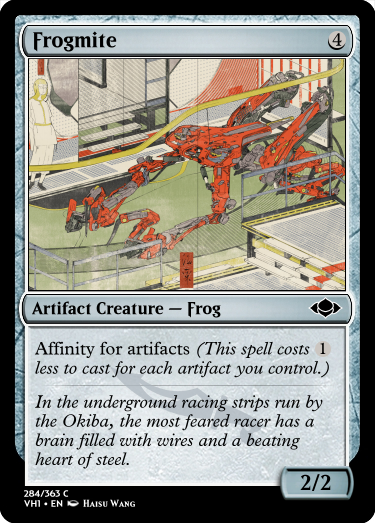 Frogmite 4
Artifact Creature — Frog
Affinity for artifacts (This spell costs 1
less to cast for each artifact you control.)
In the underground racing strips run by
the Okiba, the most feared racer has a
brain filled with wires and a beating
heart of steel.
2/2
284/363 C
VH1 • EN Haisu Wang